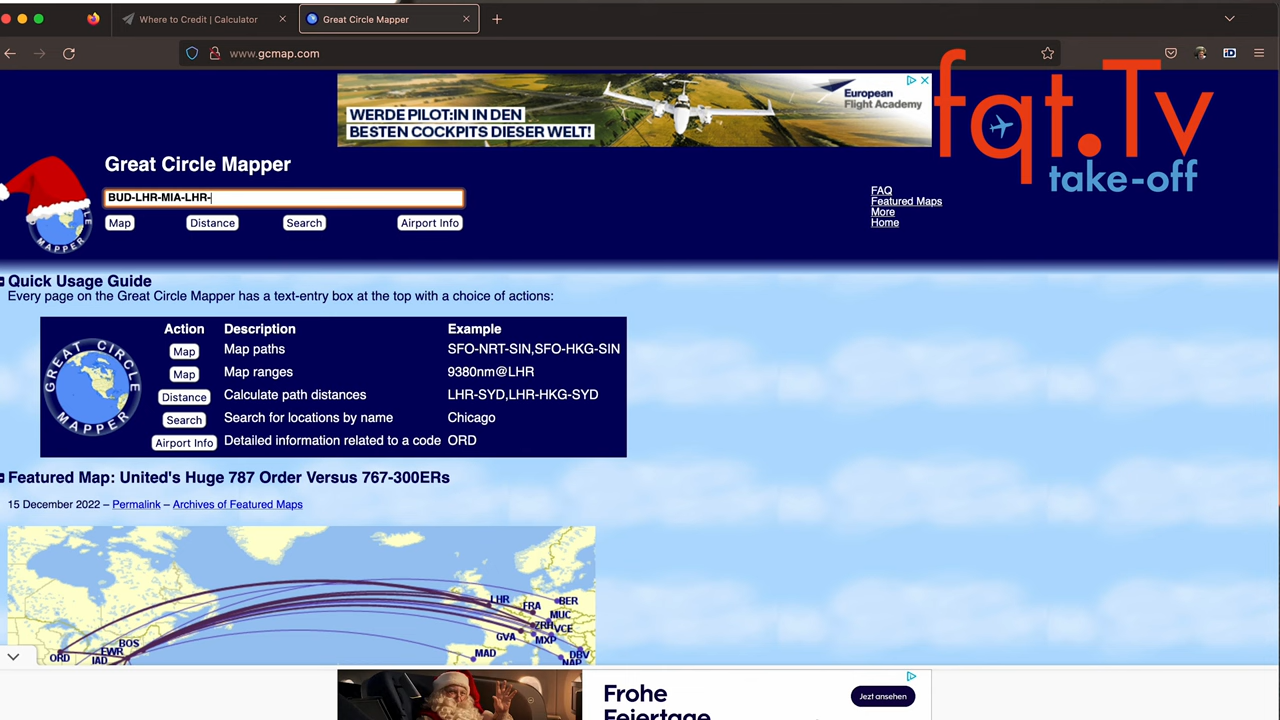 Where to Credit | Calculator
Great Circle Mapper
www.gcmap.com
WERDE PILOT:IN IN DEN
BESTEN COCKPITS DIESER WELT!
European
Flight Academy
fqt.Tv
take-off
Great Circle Mapper
BUD-LHR-MIA-LHR-
Map
Distance
Search
Airport Info
FAQ
Featured Maps
More
Home
GREAT CIRCLE MAPPER
Quick Usage Guide
Every page on the Great Circle Mapper has a text-entry box at the top with a choice of actions:
Action Description Example
Map Map paths SFO-NRT-SIN,SFO-HKG-SIN
Map Map ranges 9380nm@LHR
Distance Calculate path distances LHR-SYD,LHR-HKG-SYD
Search Search for locations by name Chicago
Airport Info Detailed information related to a code ORD
GREAT CIRCLE MAPPER
Featured Map: United's Huge 787 Order Versus 767-300ERs
15 December 2022 – Permalink – Archives of Featured Maps
LHR
BER
FRA
MUC
ZRH
VCE
GVA
MXP
BOS
EWR
ORD
IAD
MAD
DBV
NAP
Frohe
Feiertage
Jetzt ansehen